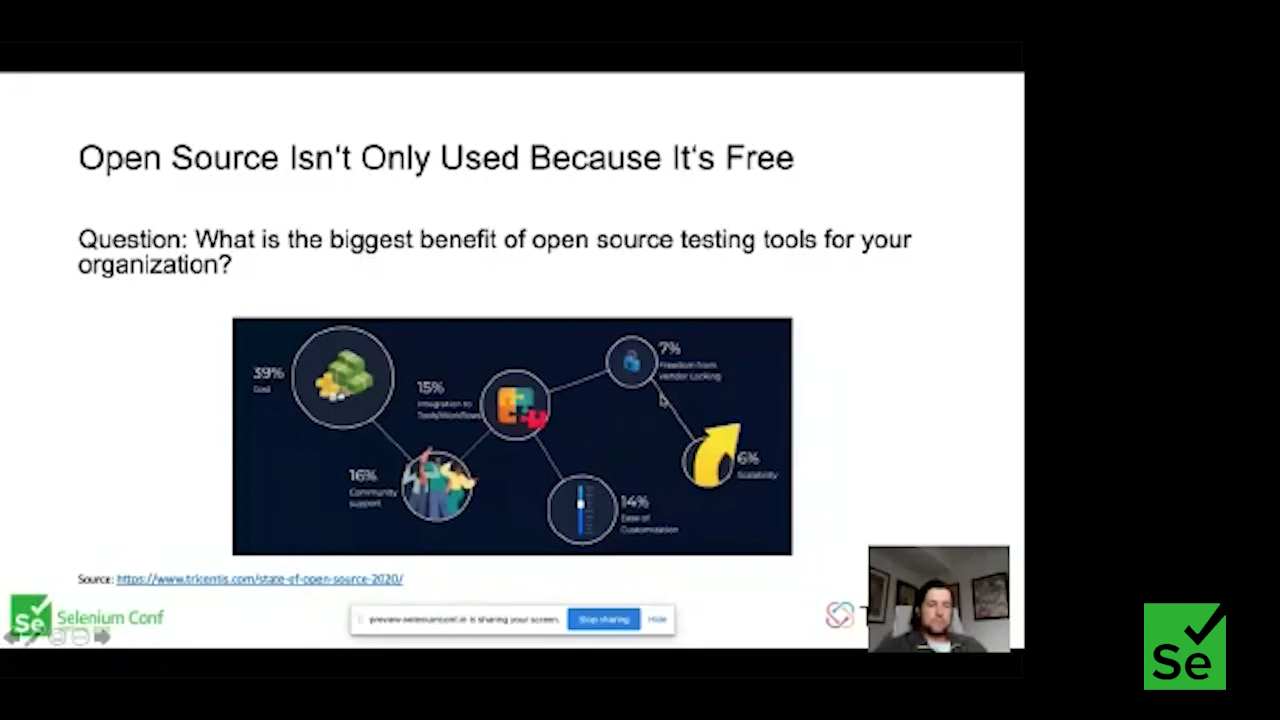 Open Source Isn't Only Used Because It's Free
Question: What is the biggest benefit of open source testing tools for your
organization?
39%
Cost
16%
Community
support
15%
Integration to
Tools/Workflows
14%
Ease of
Customization
7%
Freedom from
Vendor Locking
6%
Scalability
Source: https://www.tricentis.com/state-of-open-source-2020/
Se
Selenium Conf
preview.seleniumconf.in is sharing your screen.
Stop sharing
Hide
T
Se